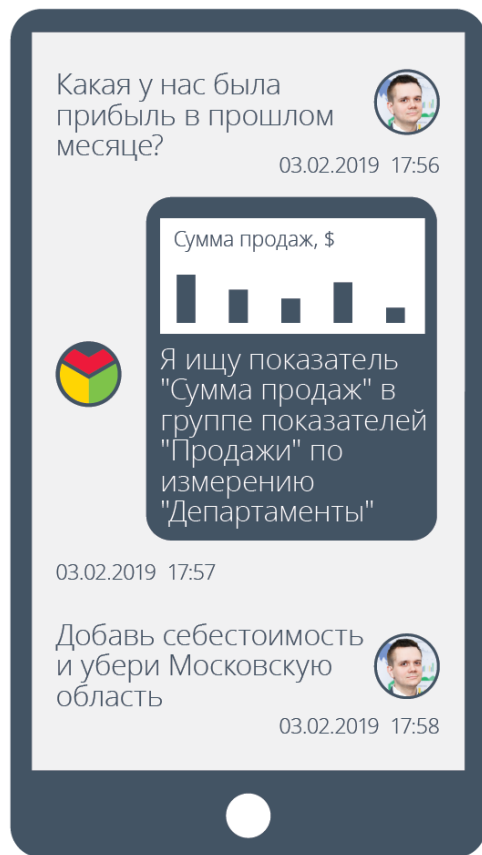 Какая у нас была
прибыль в прошлом
месяце?
03.02.2019 17:56
Сумма продаж, $
Я ищу показатель
"Сумма продаж" в
группе показателей
"Продажи" по
измерению
"Департаменты"
03.02.2019 17:57
Добавь себестоимость
и убери Московскую
область
03.02.2019 17:58